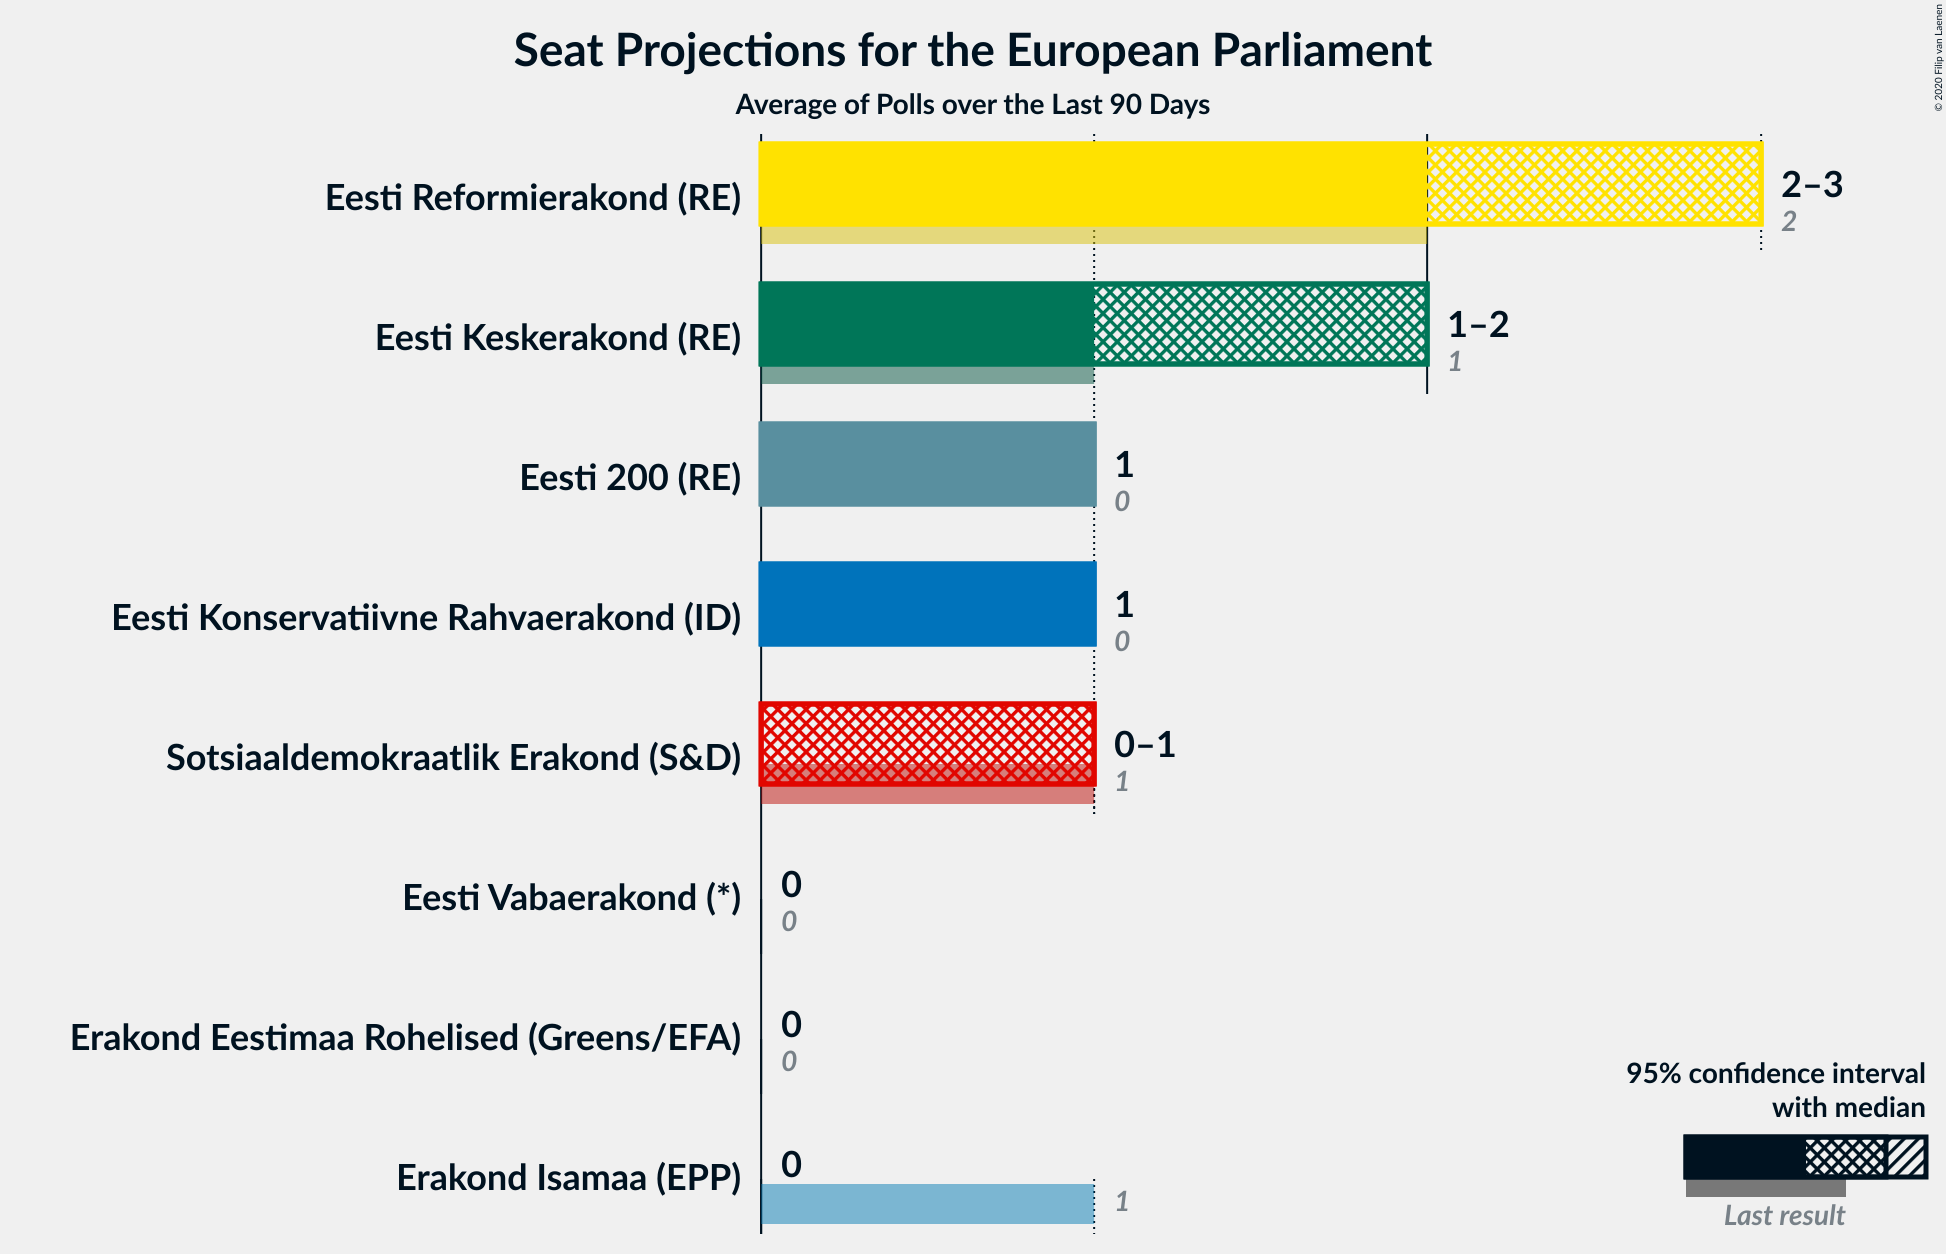 Seat Projections for the European Parliament
Average of Polls over the Last 90 Days
© 2020 Filip van Laenen
Eesti Reformierakond (RE)
2–3
2
Eesti Keskerakond (RE)
1–2
1
Eesti 200 (RE)
1
0
Eesti Konservatiivne Rahvaerakond (ID)
1
0
Sotsiaaldemokraatlik Erakond (S&D)
0–1
1
Eesti Vabaerakond (*)
0
0
Erakond Eestimaa Rohelised (Greens/EFA)
0
0
Erakond Isamaa (EPP)
0
1
95% confidence interval
with median
Last result